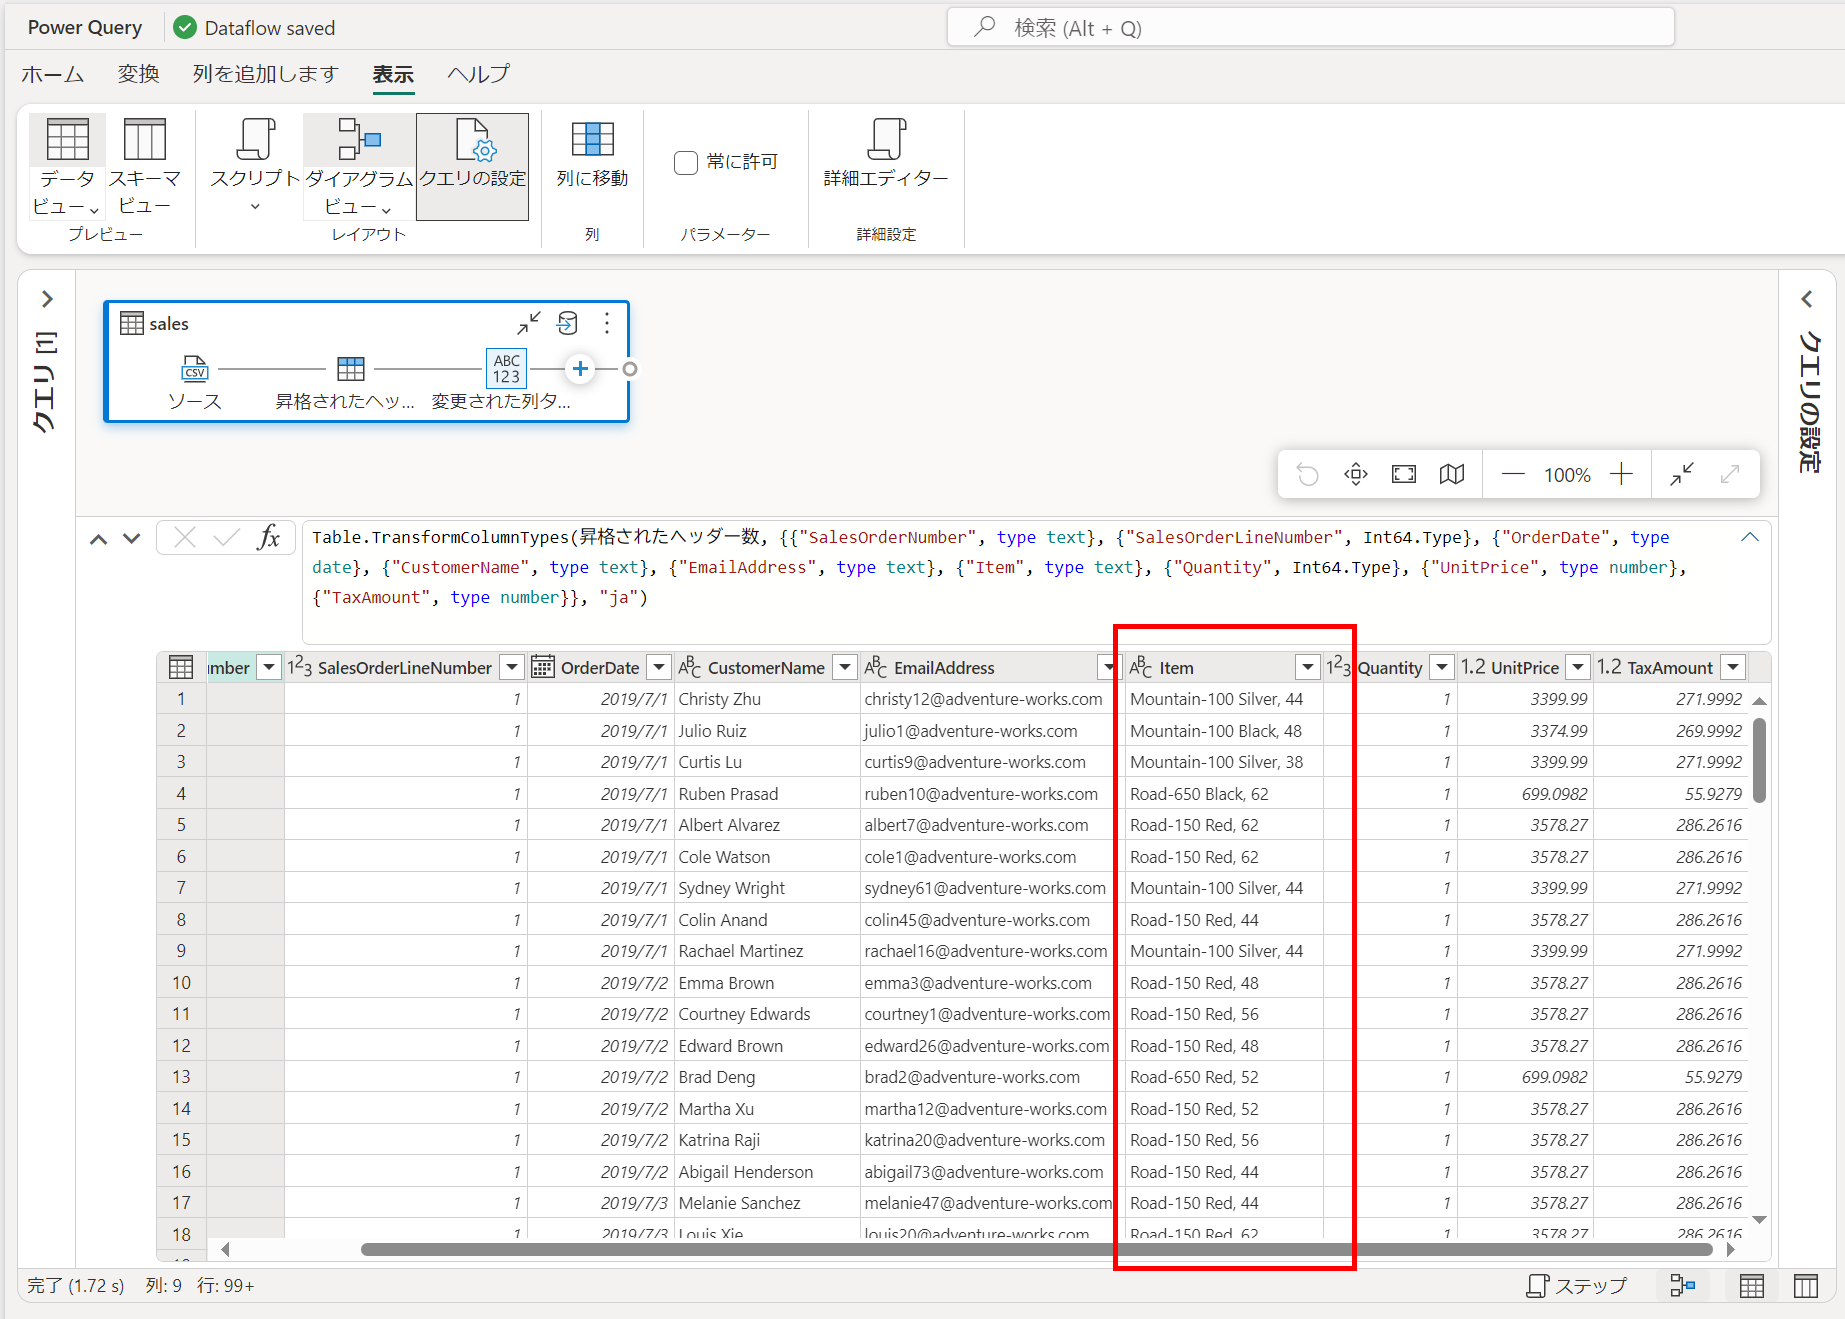 Power Query
Dataflow saved
検索 (Alt + Q)
ホーム 変換 列を追加します 表示 ヘルプ
データ ビュー
スキーマ ビュー
プレビュー
スクリプト
ダイアグラム ビュー
クエリの設定
レイアウト
列に移動
列
常に許可
パラメーター
詳細エディター
詳細設定
クエリ [1]
sales
CSV
ABC 123
ソース
昇格されたヘッ...
変更された列タ...
クエリの設定
100%
fx
Table.TransformColumnTypes(昇格されたヘッダー数, {{"SalesOrderNumber", type text}, {"SalesOrderLineNumber", Int64.Type}, {"OrderDate", type
date}, {"CustomerName", type text}, {"EmailAddress", type text}, {"Item", type text}, {"Quantity", Int64.Type}, {"UnitPrice", type number},
{"TaxAmount", type number}}, "ja")
umber 123 SalesOrderLineNumber OrderDate ABC CustomerName ABC EmailAddress ABC Item 123 Quantity 1.2 UnitPrice 1.2 TaxAmount
1 1 2019/7/1 Christy Zhu christy12@adventure-works.com Mountain-100 Silver, 44 1 3399.99 271.9992
2 1 2019/7/1 Julio Ruiz julio1@adventure-works.com Mountain-100 Black, 48 1 3374.99 269.9992
3 1 2019/7/1 Curtis Lu curtis9@adventure-works.com Mountain-100 Silver, 38 1 3399.99 271.9992
4 1 2019/7/1 Ruben Prasad ruben10@adventure-works.com Road-650 Black, 62 1 699.0982 55.9279
5 1 2019/7/1 Albert Alvarez albert7@adventure-works.com Road-150 Red, 62 1 3578.27 286.2616
6 1 2019/7/1 Cole Watson cole1@adventure-works.com Road-150 Red, 62 1 3578.27 286.2616
7 1 2019/7/1 Sydney Wright sydney61@adventure-works.com Mountain-100 Silver, 44 1 3399.99 271.9992
8 1 2019/7/1 Colin Anand colin45@adventure-works.com Road-150 Red, 44 1 3578.27 286.2616
9 1 2019/7/1 Rachael Martinez rachael16@adventure-works.com Mountain-100 Silver, 44 1 3399.99 271.9992
10 1 2019/7/2 Emma Brown emma3@adventure-works.com Road-150 Red, 48 1 3578.27 286.2616
11 1 2019/7/2 Courtney Edwards courtney1@adventure-works.com Road-150 Red, 56 1 3578.27 286.2616
12 1 2019/7/2 Edward Brown edward26@adventure-works.com Road-150 Red, 48 1 3578.27 286.2616
13 1 2019/7/2 Brad Deng brad2@adventure-works.com Road-650 Red, 52 1 699.0982 55.9279
14 1 2019/7/2 Martha Xu martha12@adventure-works.com Road-150 Red, 52 1 3578.27 286.2616
15 1 2019/7/2 Katrina Raji katrina20@adventure-works.com Road-150 Red, 56 1 3578.27 286.2616
16 1 2019/7/2 Abigail Henderson abigail73@adventure-works.com Road-150 Red, 44 1 3578.27 286.2616
17 1 2019/7/3 Melanie Sanchez melanie47@adventure-works.com Road-150 Red, 44 1 3578.27 286.2616
18 1 2019/7/3 Louis Xie louis20@adventure-works.com Road-150 Red, 62 1 3578.27 286.2616
完了 (1.72 s) 列: 9 行: 99+
ステップ